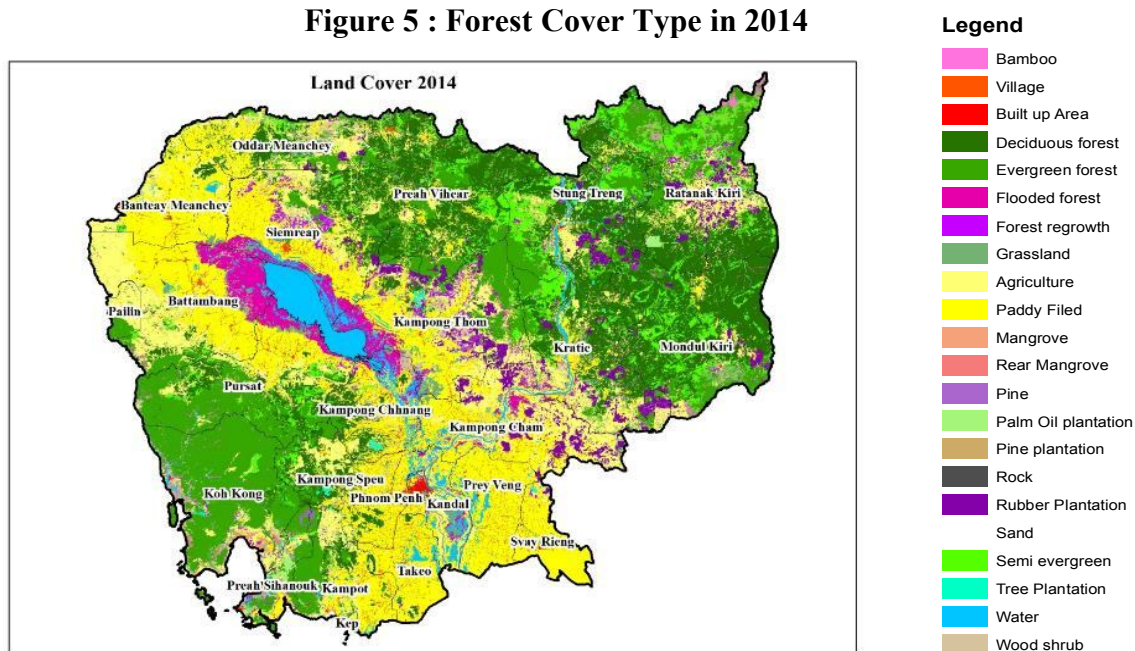 Figure 5 : Forest Cover Type in 2014
Land Cover 2014
Oddar Meanchey
Preah Vihear
Stung Treng
Ratanak Kiri
Banteay Meanchey
Siemreap
Battambang
Pailin
Kampong Thom
Kratie
Mondul Kiri
Pursat
Kampong Chhnang
Kampong Cham
Kampong Speu
Prey Veng
Koh Kong
Phnom Penh
Kandal
Svay Rieng
Takeo
Preah Sihanouk
Kampot
Kep
Legend
Bamboo
Village
Built up Area
Deciduous forest
Evergreen forest
Flooded forest
Forest regrowth
Grassland
Agriculture
Paddy Filed
Mangrove
Rear Mangrove
Pine
Palm Oil plantation
Pine plantation
Rock
Rubber Plantation
Sand
Semi evergreen
Tree Plantation
Water
Wood shrub